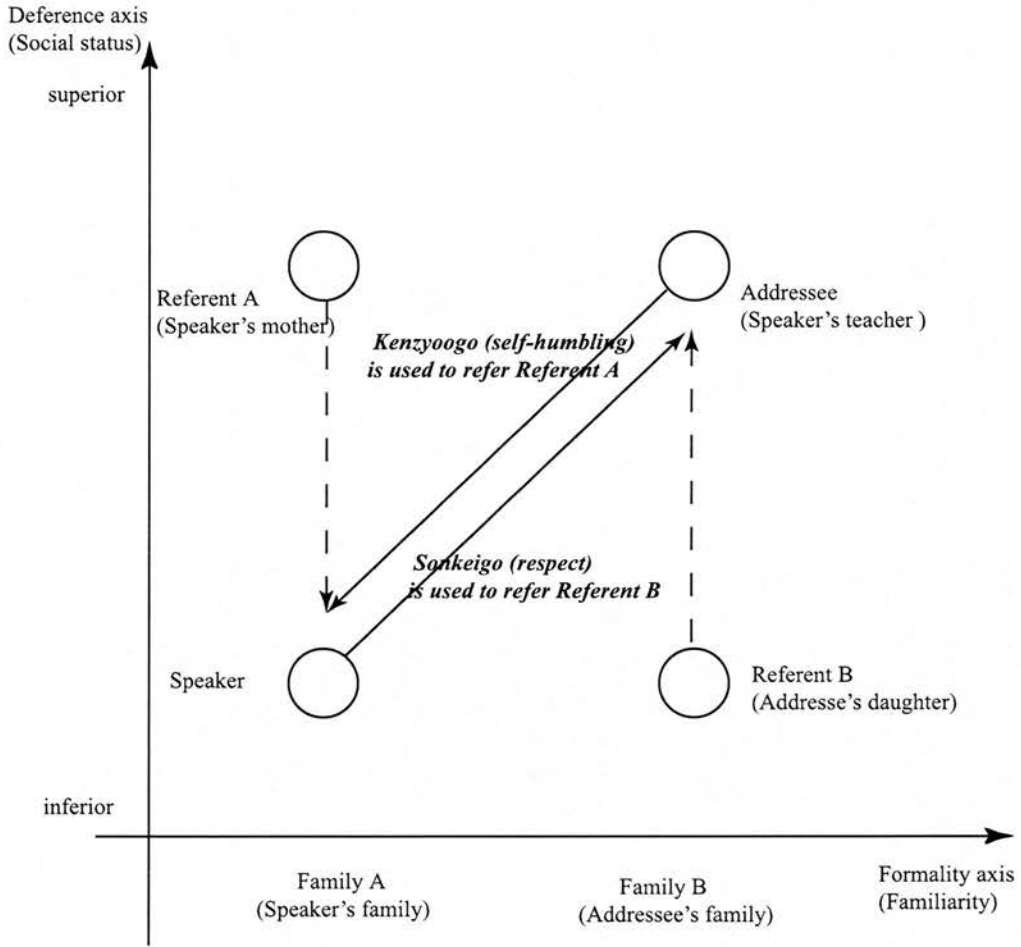 Deference axis
(Social status)
superior
Referent A
(Speaker's mother)
Addressee
(Speaker's teacher )
Kenzyoogo (self-humbling)
is used to refer Referent A
Sonkeigo (respect)
is used to refer Referent B
Speaker
Referent B
(Addresse's daughter)
inferior
Family A
(Speaker's family)
Family B
(Addressee's family)
Formality axis
(Familiarity)